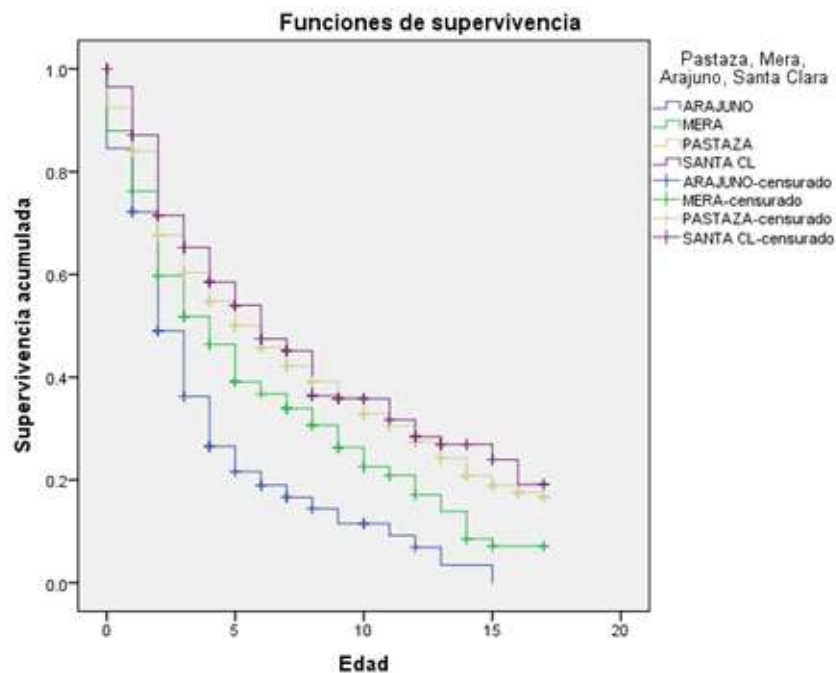 Funciones de supervivencia
Pastaza, Mera,
Arajuno, Santa Clara
ARAJUNO
MERA
PASTAZA
SANTA CL
ARAJUNO-censurado
MERA-censurado
PASTAZA-censurado
SANTA CL-censurado
Supervivencia acumulada
1.0
0.8
0.6
0.4
0.2
0.0
0
5
10
15
20
Edad